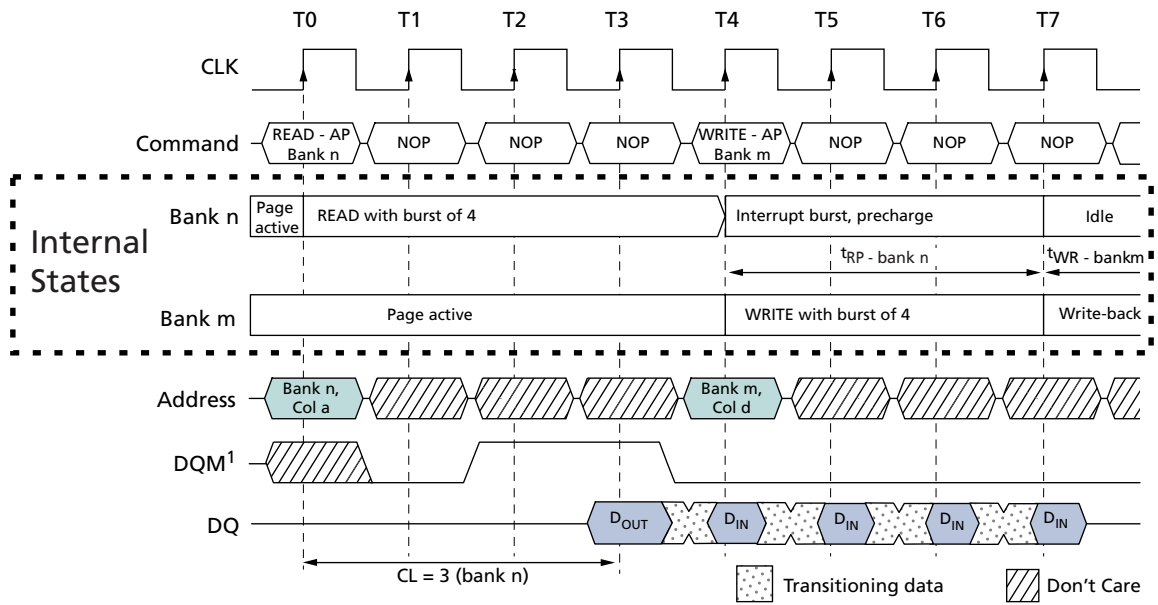 T0 T1 T2 T3 T4 T5 T6 T7
CLK
Command
READ - AP
Bank n
NOP
NOP
NOP
WRITE - AP
Bank m
NOP
NOP
NOP
Internal
States
Bank n
Page
active
READ with burst of 4
Interrupt burst, precharge
Idle
tRP - bank n
tWR - bankm
Bank m
Page active
WRITE with burst of 4
Write-back
Address
Bank n,
Col a
Bank m,
Col d
DQM1
DQ
DOUT
DIN
DIN
DIN
DIN
CL = 3 (bank n)
Transitioning data
Don't Care